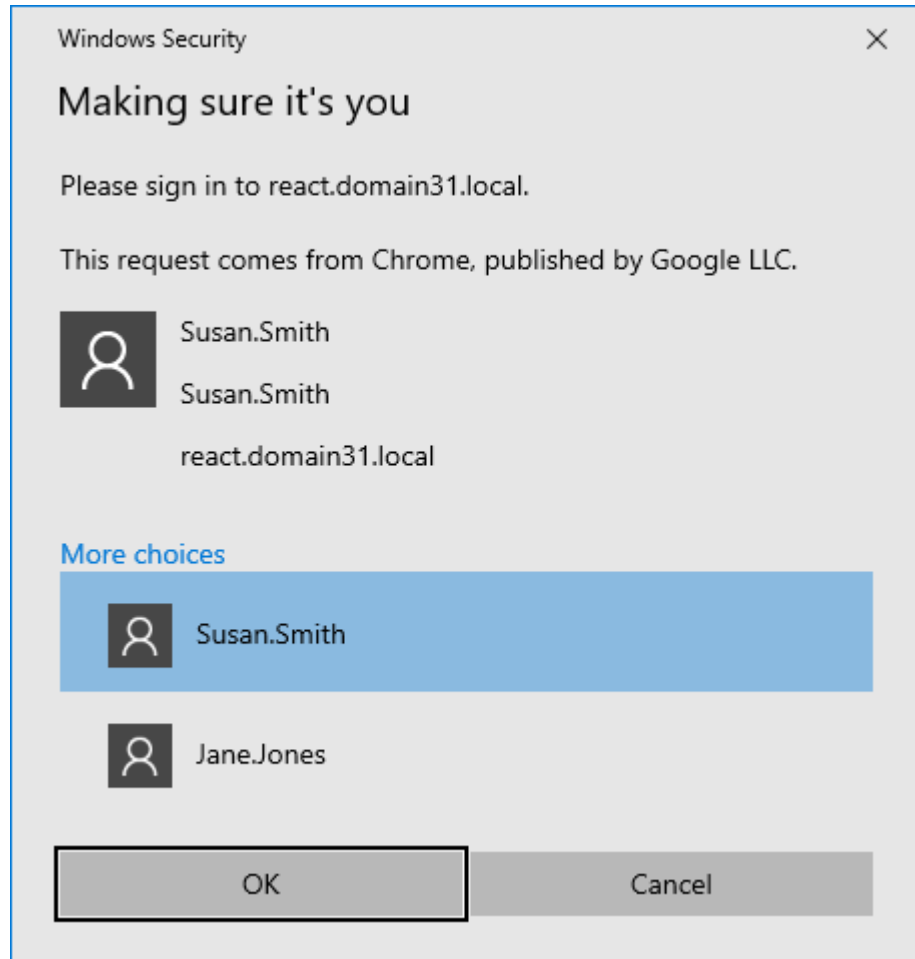 Windows Security
Making sure it's you
Please sign in to react.domain31.local.
This request comes from Chrome, published by Google LLC.
Susan.Smith
Susan.Smith
react.domain31.local
More choices
Susan.Smith
Jane.Jones
OK
Cancel